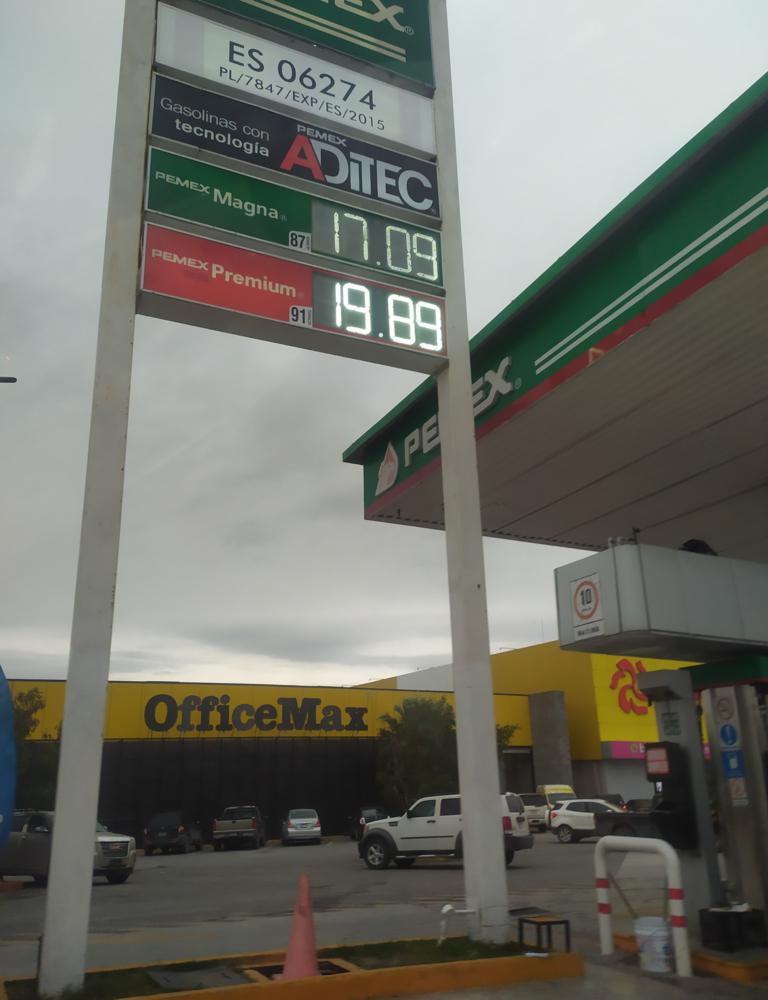 ES 06274
PL/7847/EXP/ES/2015
Gasolinas con
tecnología
PEMEX
ADiTEC
PEMEX Magna
87
17.09
PEMEX Premium
91
19.89
PEMEX
10
OfficeMax